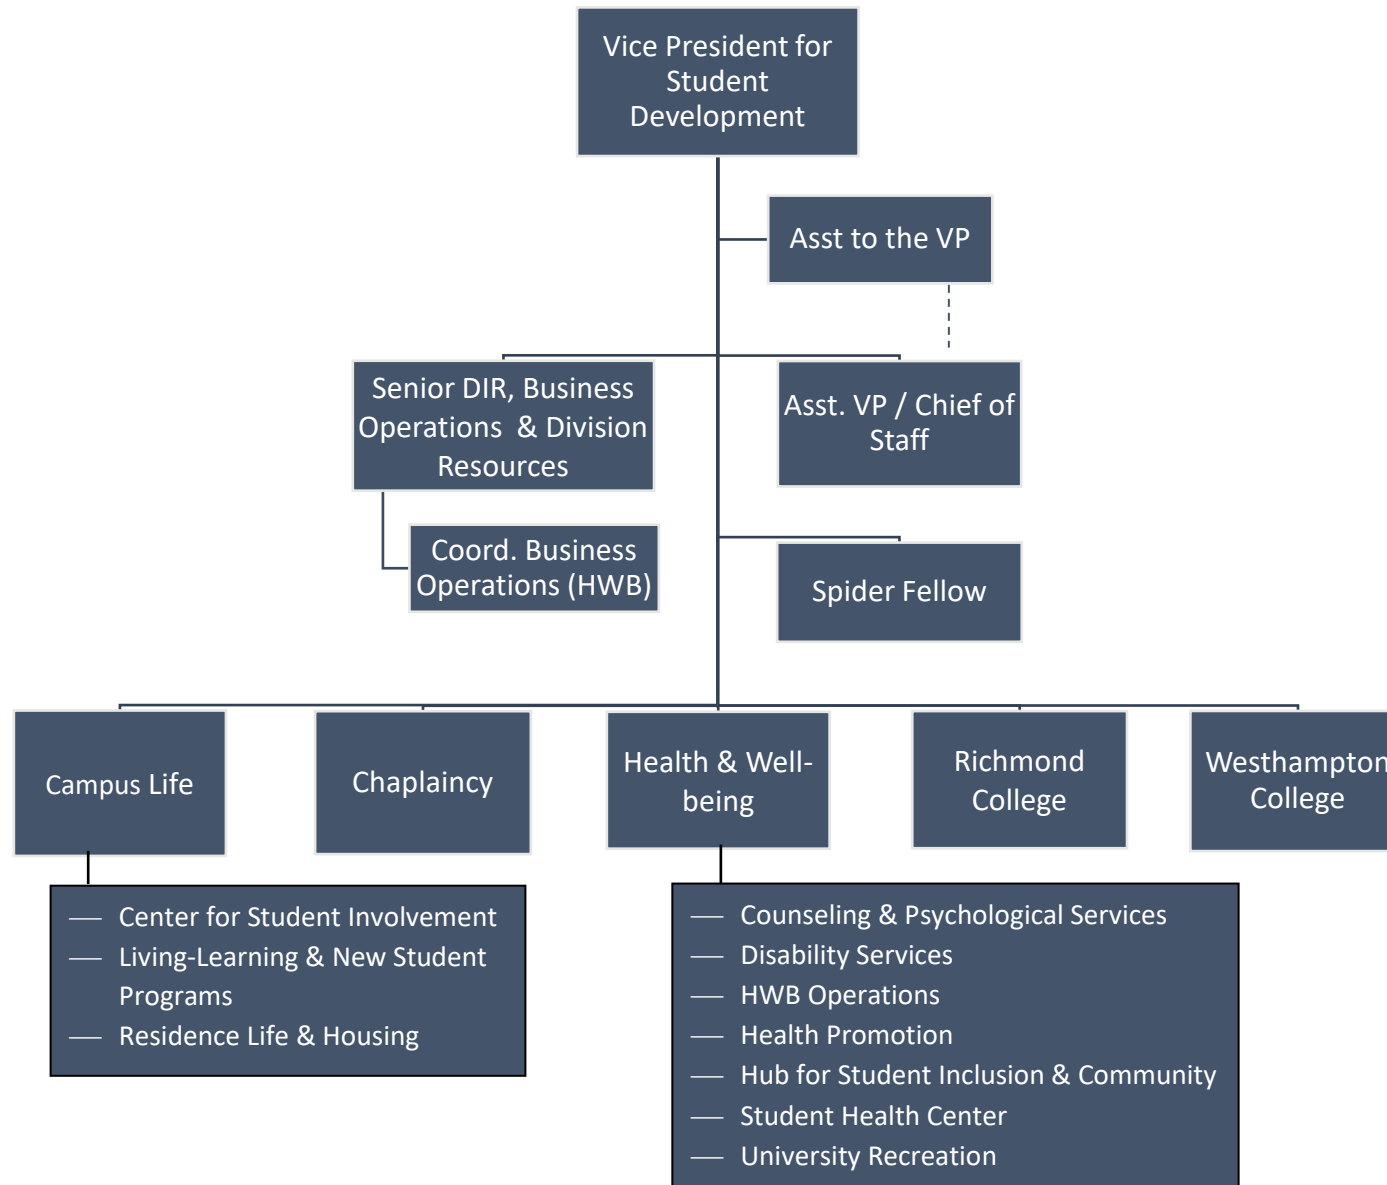 Vice President for
Student
Development
Asst to the VP
Senior DIR, Business
Operations & Division
Resources
Asst. VP / Chief of
Staff
Coord. Business
Operations (HWB)
Spider Fellow
Campus Life
Chaplaincy
Health & Well-
being
Richmond
College
Westhampton
College
— Center for Student Involvement
— Living-Learning & New Student
Programs
— Residence Life & Housing
— Counseling & Psychological Services
— Disability Services
— HWB Operations
— Health Promotion
— Hub for Student Inclusion & Community
— Student Health Center
— University Recreation